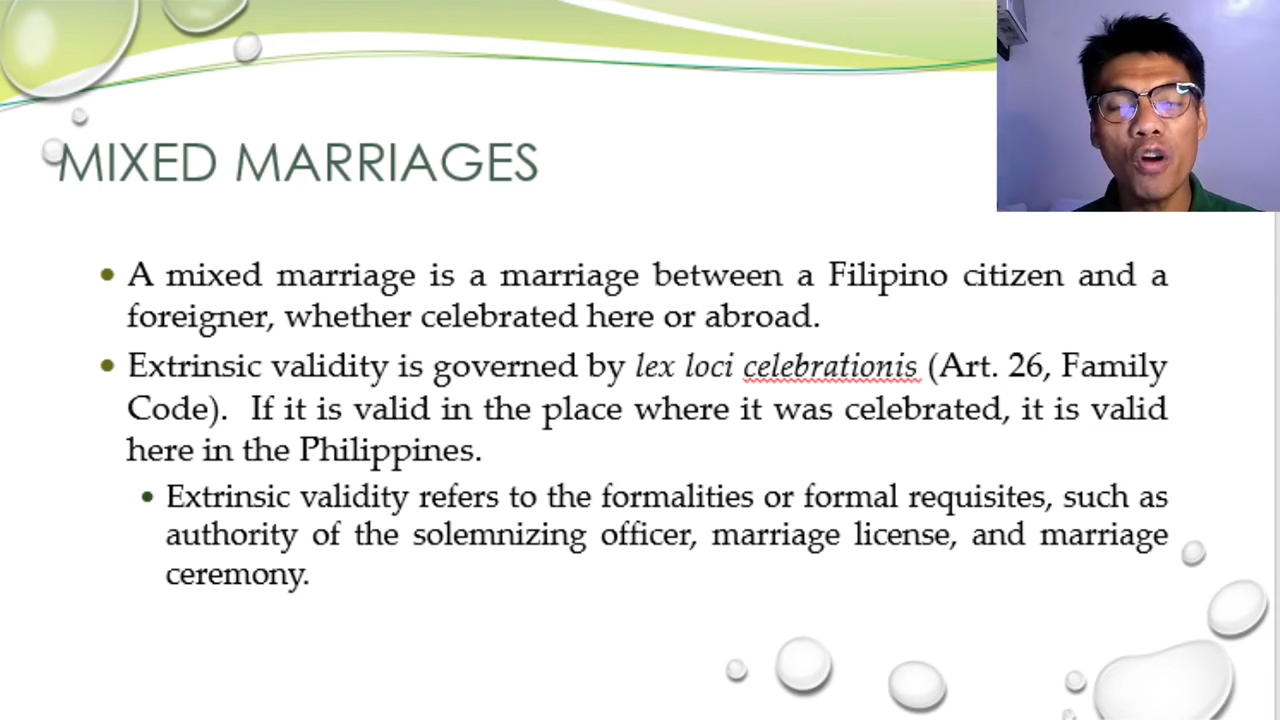 MIXED MARRIAGES
• A mixed marriage is a marriage between a Filipino citizen and a
foreigner, whether celebrated here or abroad.
• Extrinsic validity is governed by lex loci celebrationis (Art. 26, Family
Code). If it is valid in the place where it was celebrated, it is valid
here in the Philippines.
• Extrinsic validity refers to the formalities or formal requisites, such as
authority of the solemnizing officer, marriage license, and marriage
ceremony.